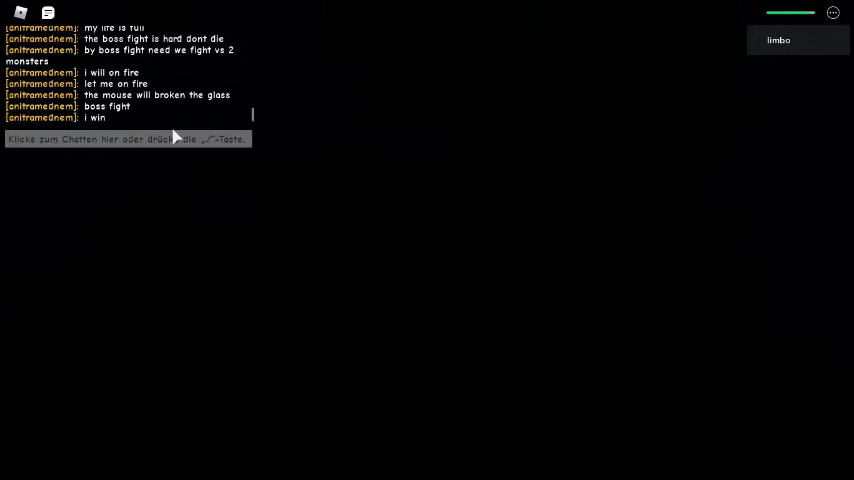 [anitramednem]: my life is full
[anitramednem]: the boss fight is hard dont die
[anitramednem]: by boss fight need we fight vs 2
monsters
[anitramednem]: i will on fire
[anitramednem]: let me on fire
[anitramednem]: the mouse will broken the glass
[anitramednem]: boss fight
[anitramednem]: i win
Klicke zum Chatten hier oder drücke die „/“-Taste.
limbo